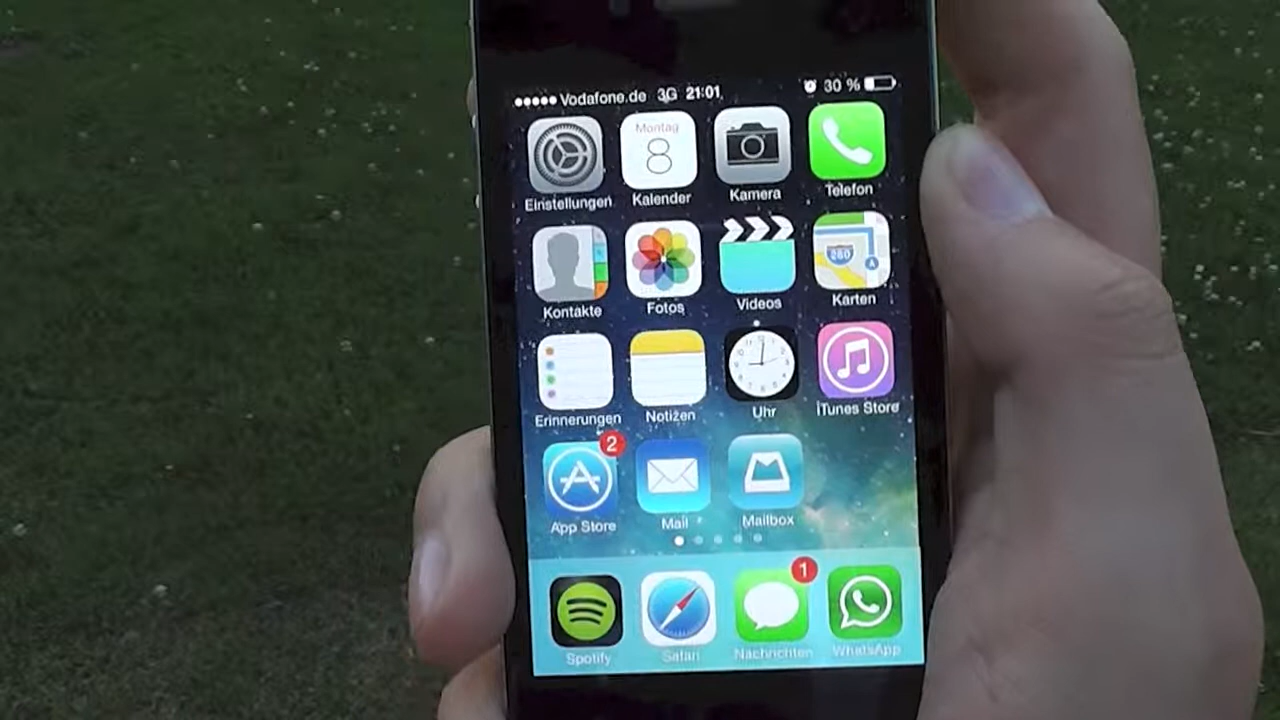 Vodafone.de 3G 21:01 30 %
Montag
8
Einstellungen Kalender Kamera Telefon
280
Kontakte Fotos Videos Karten
Erinnerungen Notizen Uhr iTunes Store
2
App Store Mail Mailbox
1
Spotify Safari Nachrichten WhatsApp